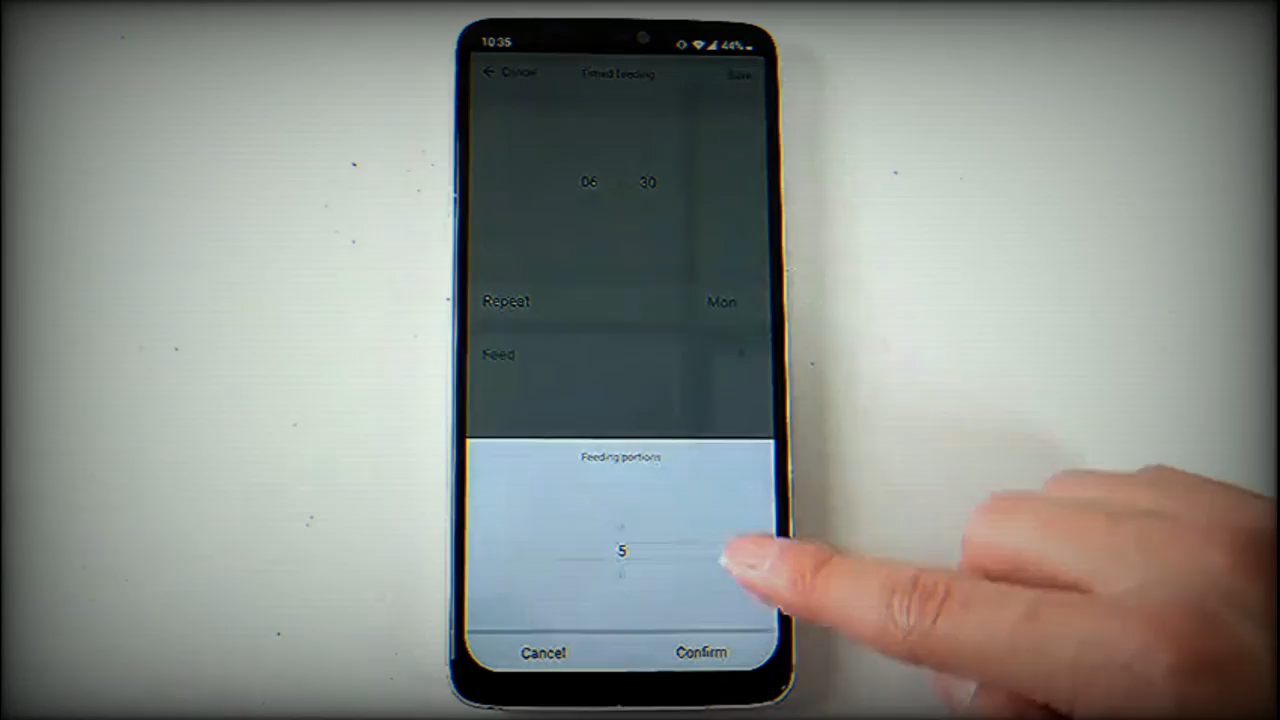 10:35
44%
Cancel
Timed feeding
Save
06 30
Repeat Mon
Feed
Feeding portions
5
Cancel Confirm